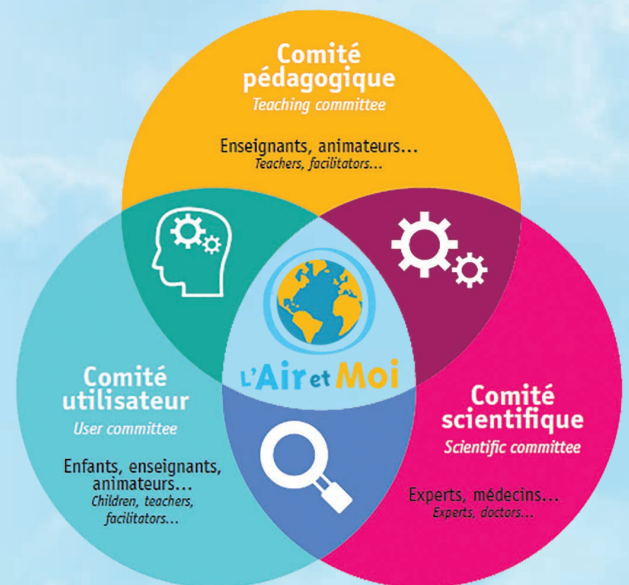 Comité
pédagogique
Teaching committee
Enseignants, animateurs...
Teachers, facilitators...
L'Air et Moi
Comité
utilisateur
User committee
Enfants, enseignants,
animateurs...
Children, teachers,
facilitators...
Comité
scientifique
Scientific committee
Experts, médecins...
Experts, doctors...